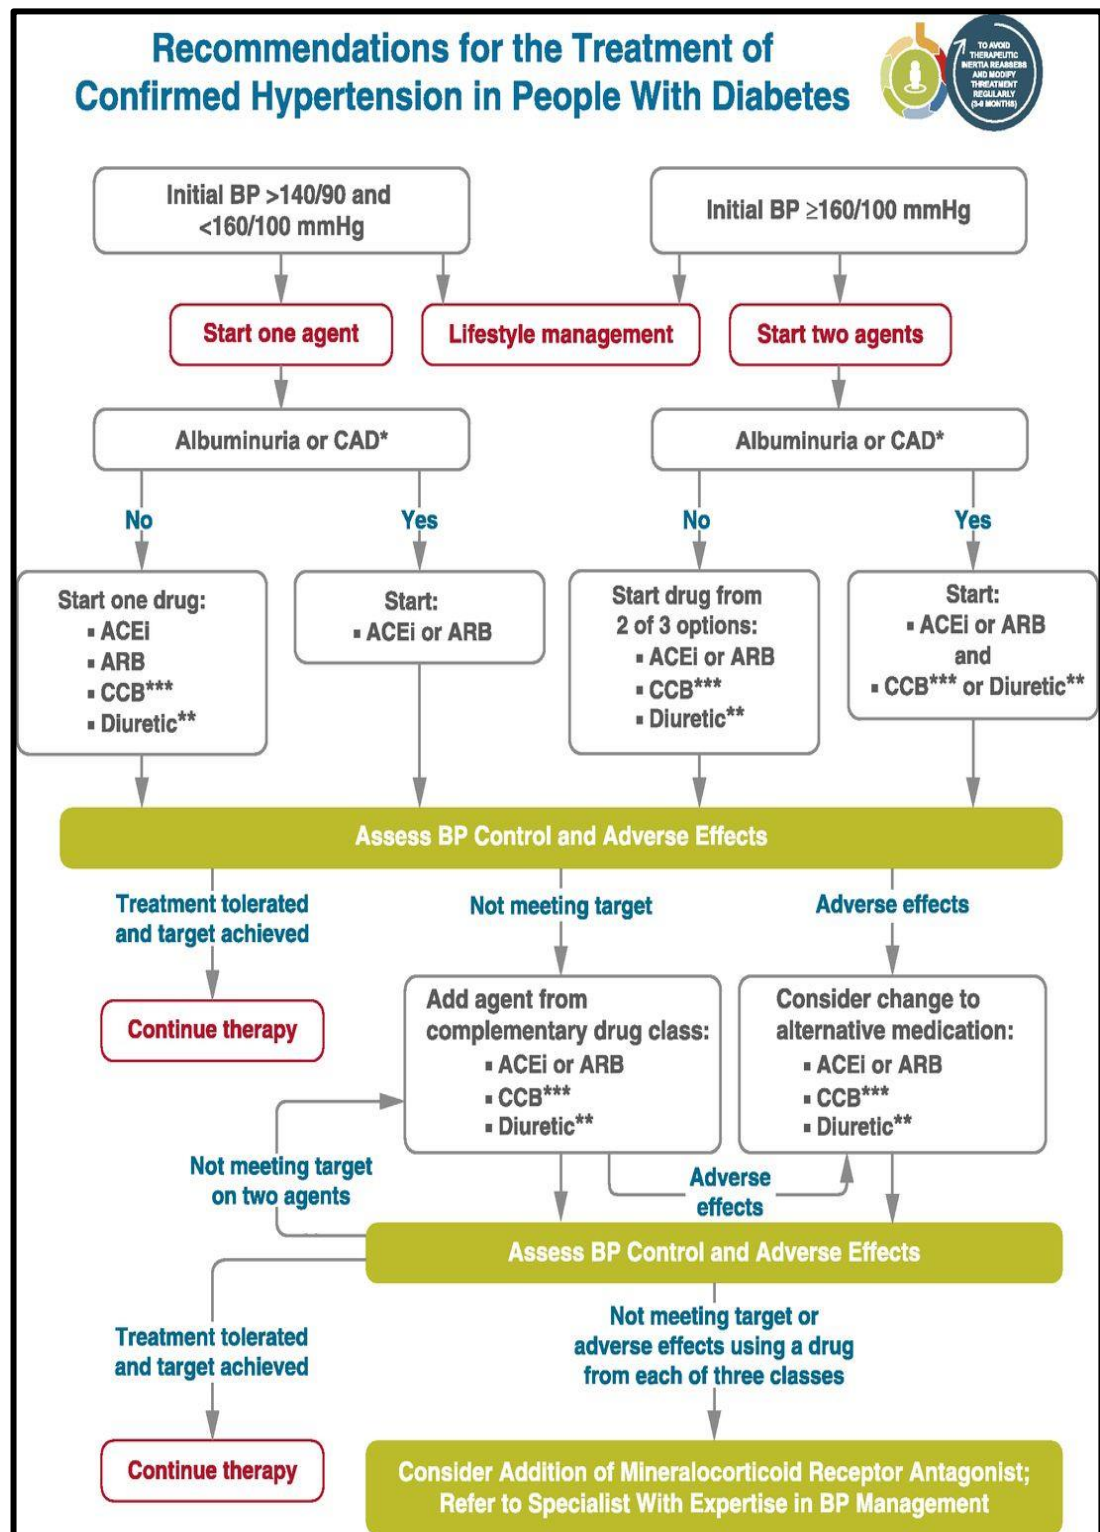 Recommendations for the Treatment of
Confirmed Hypertension in People With Diabetes
TO AVOID
THERAPEUTIC
INERTIA REASSESS
AND MODIFY
THREATMENT
REGULARLY
(3-6 MONTHS)
Initial BP >140/90 and
<160/100 mmHg
Initial BP ≥160/100 mmHg
Start one agent
Lifestyle management
Start two agents
Albuminuria or CAD*
Albuminuria or CAD*
No
Yes
No
Yes
Start one drug:
▪ ACEi
▪ ARB
▪ CCB***
▪ Diuretic**
Start:
▪ ACEi or ARB
Start drug from
2 of 3 options:
▪ ACEi or ARB
▪ CCB***
▪ Diuretic**
Start:
▪ ACEi or ARB
and
▪ CCB*** or Diuretic**
Assess BP Control and Adverse Effects
Treatment tolerated
and target achieved
Not meeting target
Adverse effects
Continue therapy
Add agent from
complementary drug class:
▪ ACEi or ARB
▪ CCB***
▪ Diuretic**
Consider change to
alternative medication:
▪ ACEi or ARB
▪ CCB***
▪ Diuretic**
Not meeting target
on two agents
Adverse
effects
Assess BP Control and Adverse Effects
Treatment tolerated
and target achieved
Not meeting target or
adverse effects using a drug
from each of three classes
Continue therapy
Consider Addition of Mineralocorticoid Receptor Antagonist;
Refer to Specialist With Expertise in BP Management